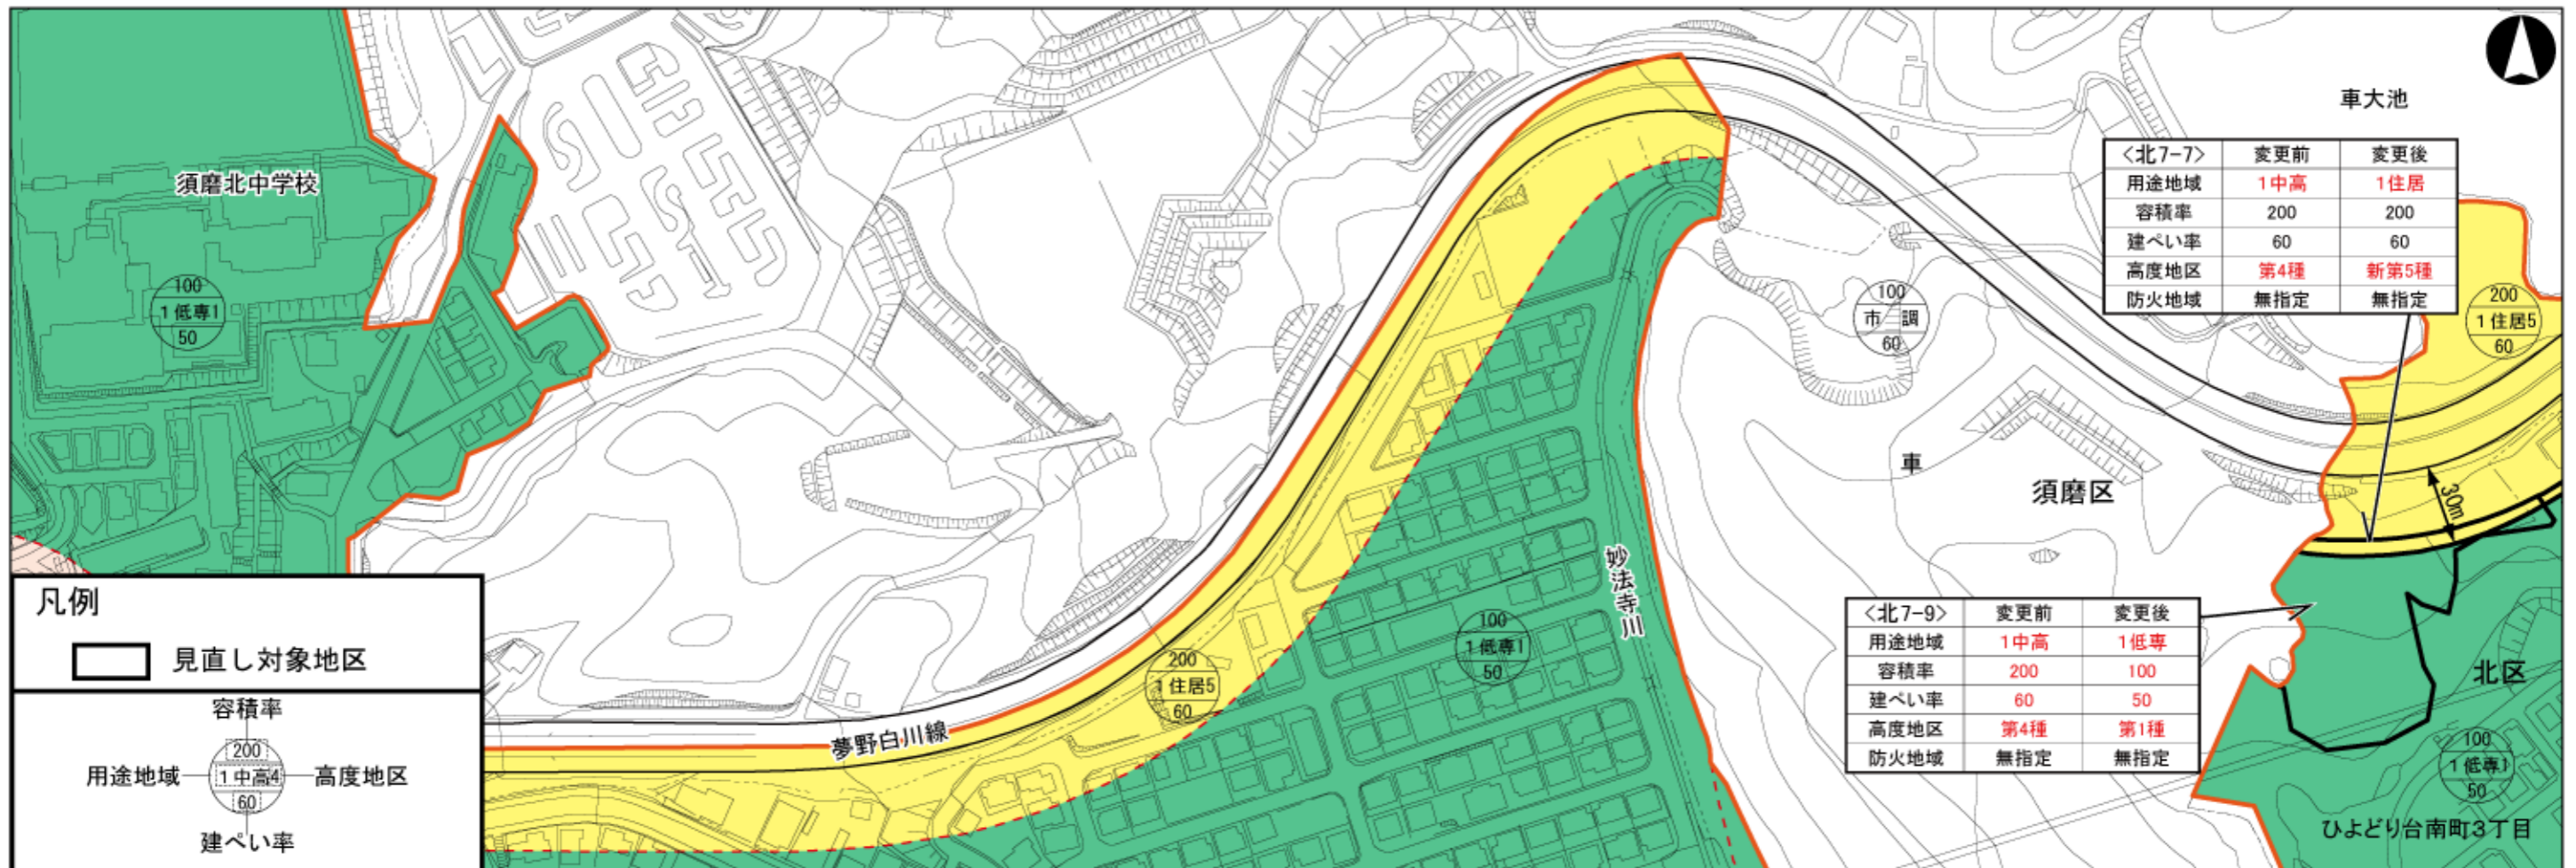 車大池
<北7-7> 変更前 変更後
用途地域 1中高 1住居
容積率 200 200
建ぺい率 60 60
高度地区 第4種 新第5種
防火地域 無指定 無指定
須磨北中学校
100
1低専1
50
100
市 調
60
200
1住居5
60
車
須磨区
30m
妙法寺川
凡例
見直し対象地区
容積率
200
用途地域 1中高4 高度地区
60
建ぺい率
夢野白川線
200
1住居5
60
100
1低専1
50
<北7-9> 変更前 変更後
用途地域 1中高 1低専
容積率 200 100
建ぺい率 60 50
高度地区 第4種 第1種
防火地域 無指定 無指定
北区
100
1低専1
50
ひよどり台南町3丁目